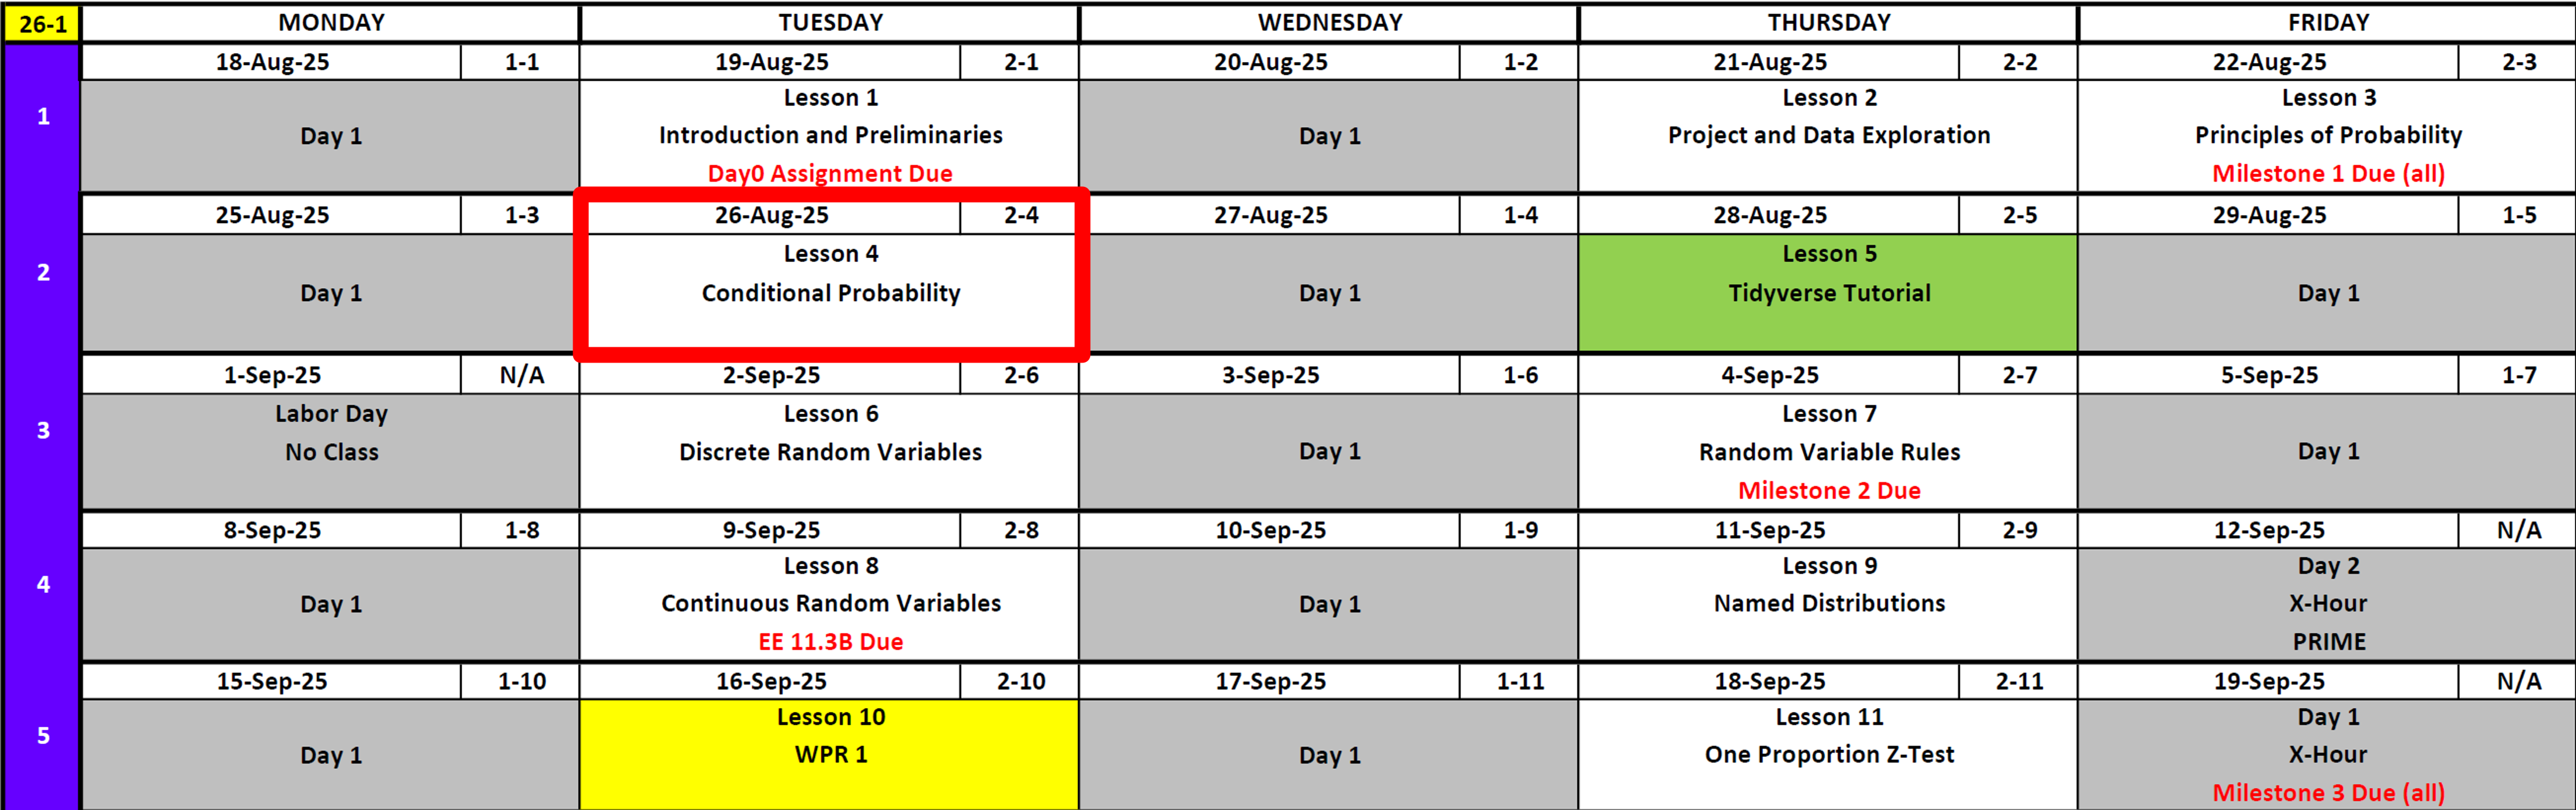 26-1 MONDAY TUESDAY WEDNESDAY THURSDAY FRIDAY
18-Aug-25 1-1 19-Aug-25 2-1 20-Aug-25 1-2 21-Aug-25 2-2 22-Aug-25 2-3
1
Day 1
Lesson 1
Introduction and Preliminaries
Day0 Assignment Due
Day 1
Lesson 2
Project and Data Exploration
Lesson 3
Principles of Probability
Milestone 1 Due (all)
25-Aug-25 1-3 26-Aug-25 2-4 27-Aug-25 1-4 28-Aug-25 2-5 29-Aug-25 1-5
2
Day 1
Lesson 4
Conditional Probability
Day 1
Lesson 5
Tidyverse Tutorial
Day 1
1-Sep-25 N/A 2-Sep-25 2-6 3-Sep-25 1-6 4-Sep-25 2-7 5-Sep-25 1-7
3
Labor Day
No Class
Lesson 6
Discrete Random Variables
Day 1
Lesson 7
Random Variable Rules
Milestone 2 Due
Day 1
8-Sep-25 1-8 9-Sep-25 2-8 10-Sep-25 1-9 11-Sep-25 2-9 12-Sep-25 N/A
4
Day 1
Lesson 8
Continuous Random Variables
EE 11.3B Due
Day 1
Lesson 9
Named Distributions
Day 2
X-Hour
PRIME
15-Sep-25 1-10 16-Sep-25 2-10 17-Sep-25 1-11 18-Sep-25 2-11 19-Sep-25 N/A
5
Day 1
Lesson 10
WPR 1
Day 1
Lesson 11
One Proportion Z-Test
Day 1
X-Hour
Milestone 3 Due (all)